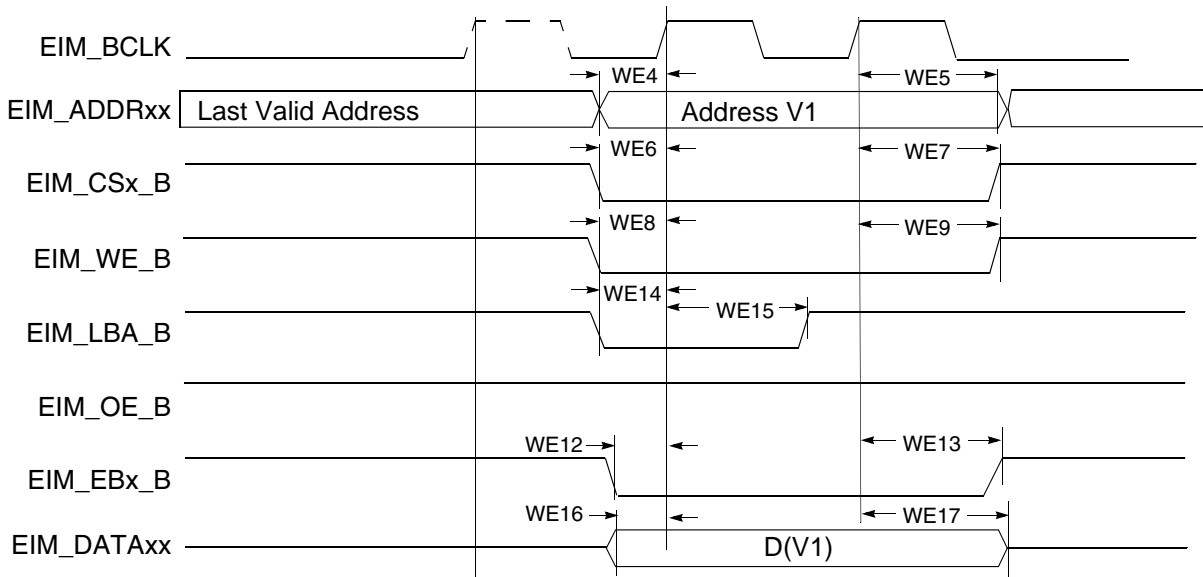 EIM_BCLK
WE4
WE5
EIM_ADDRxx
Last Valid Address
Address V1
WE6
WE7
EIM_CSx_B
WE8
WE9
EIM_WE_B
WE14
WE15
EIM_LBA_B
EIM_OE_B
WE12
WE13
EIM_EBx_B
WE16
WE17
EIM_DATAxx
D(V1)